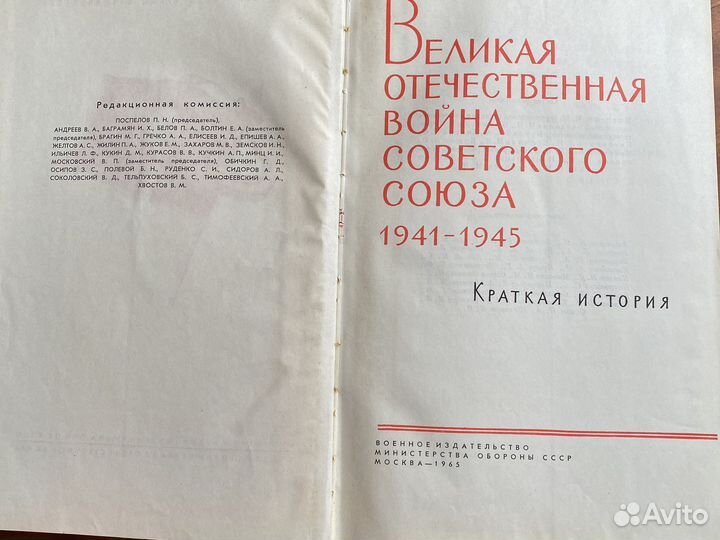 Редакционная комиссия:
ПОСПЕЛОВ П. Н. (председатель),
АНДРЕЕВ В. А., БАГРАМЯН И. Х., БЕЛОВ П. А., БОЛТИН Е. А. (заместитель
председателя), БРАГИН М. Г., ГРЕЧКО А. А., ЕЛИСЕЕВ И. Д., ЕПИШЕВ А. А.,
ЖЕЛТОВ А. С., ЖИЛИН П. А., ЖУКОВ Е. М., ЗАХАРОВ М. В., ЗЕМСКОВ И. Н.,
ИЛЬИЧЕВ Л. Ф., КУКИН Д. М., КУРАСОВ В. В., КУЧКИН А. П., МИНЦ И. И.,
МОСКОВСКИЙ В. П. (заместитель председателя), ОБИЧКИН Г. Д.,
ОСИПОВ З. С., ПОЛЕВОЙ Б. Н., РУДЕНКО С. И., СИДОРОВ А. Л.,
СОКОЛОВСКИЙ В. Д., ТЕЛЬПУХОВСКИЙ Б. С., ТИМОФЕЕВСКИЙ А. А.,
ХВОСТОВ В. М.
ВЕЛИКАЯ
ОТЕЧЕСТВЕННАЯ
ВОЙНА
СОВЕТСКОГО
СОЮЗА
1941-1945
КРАТКАЯ ИСТОРИЯ
ВОЕННОЕ ИЗДАТЕЛЬСТВО
МИНИСТЕРСТВА ОБОРОНЫ СССР
МОСКВА—1965
Avito